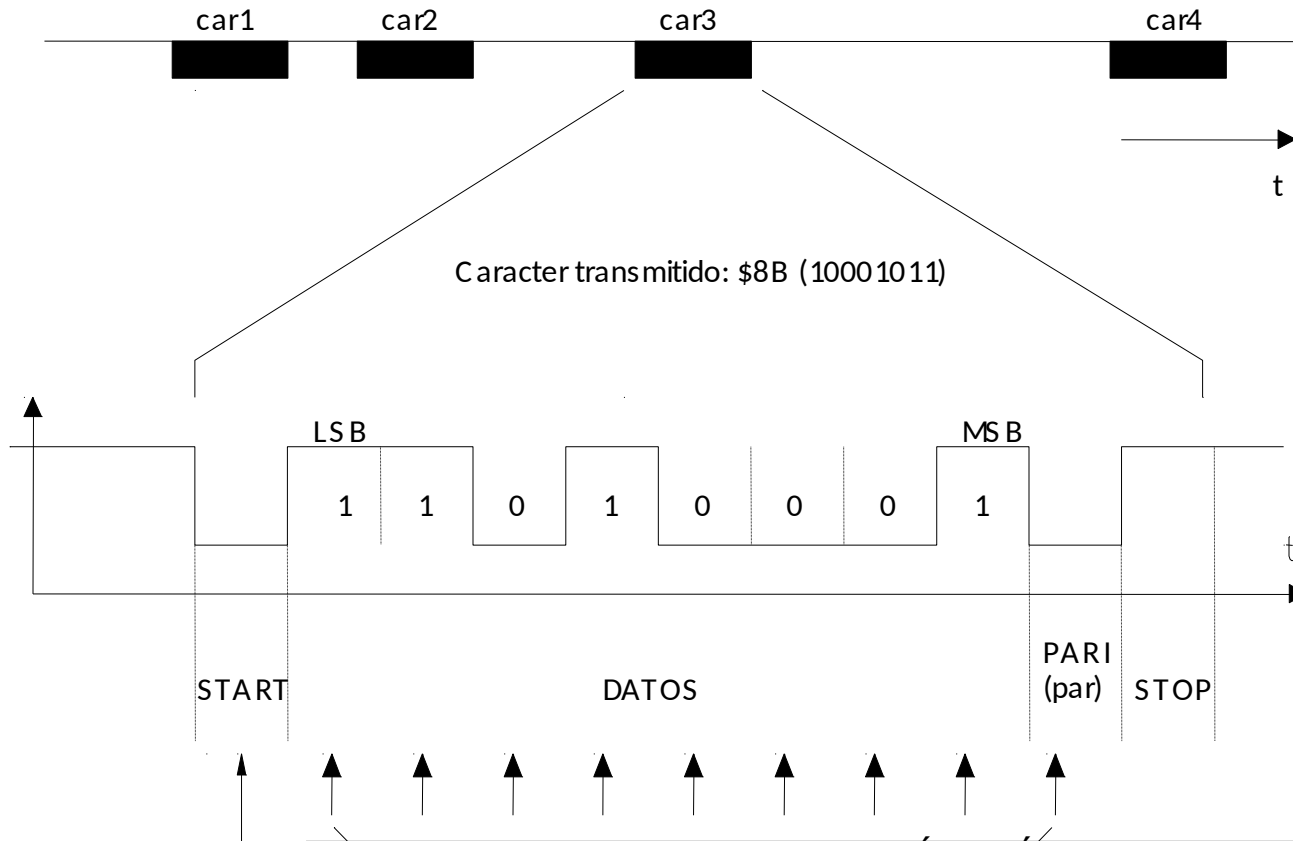 car1 car2 car3 car4
t
Caracter transmitido: $8B (10001011)
LSB MSB
1 1 0 1 0 0 0 1
t
PARI
START DATOS (par) STOP